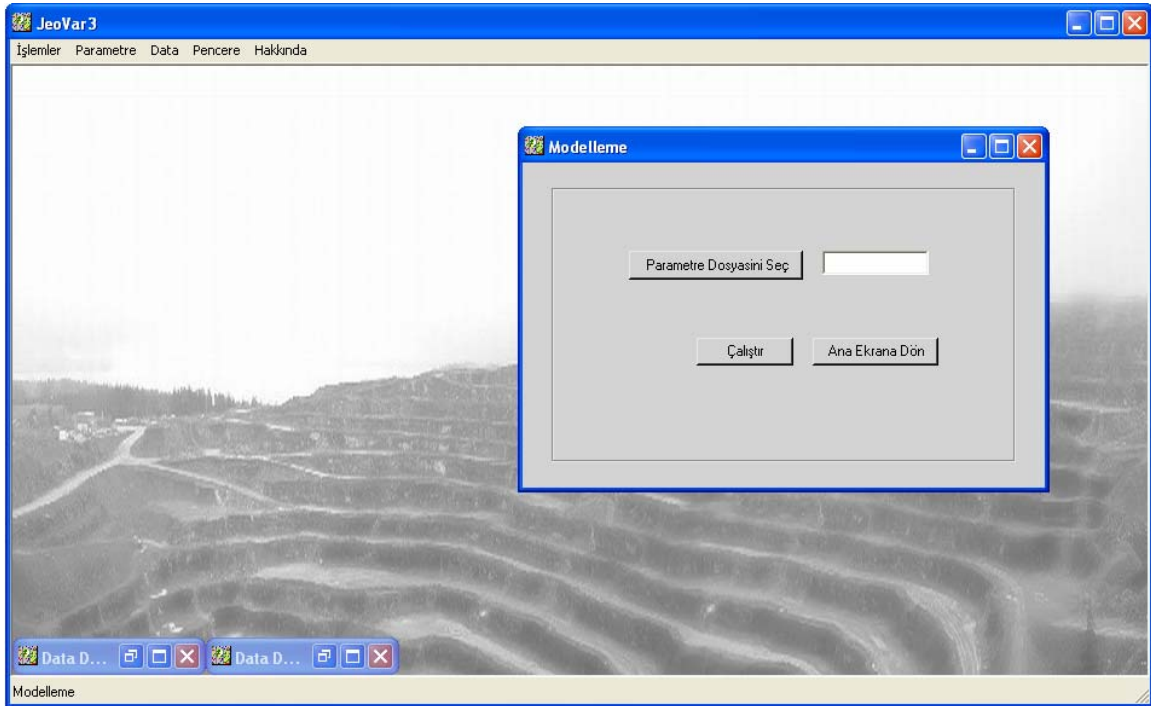 JeoVar3
İşlemler Parametre Data Pencere Hakkında
Modelleme
Parametre Dosyasini Seç
Çalıştır Ana Ekrana Dön
Data D... Data D...
Modelleme